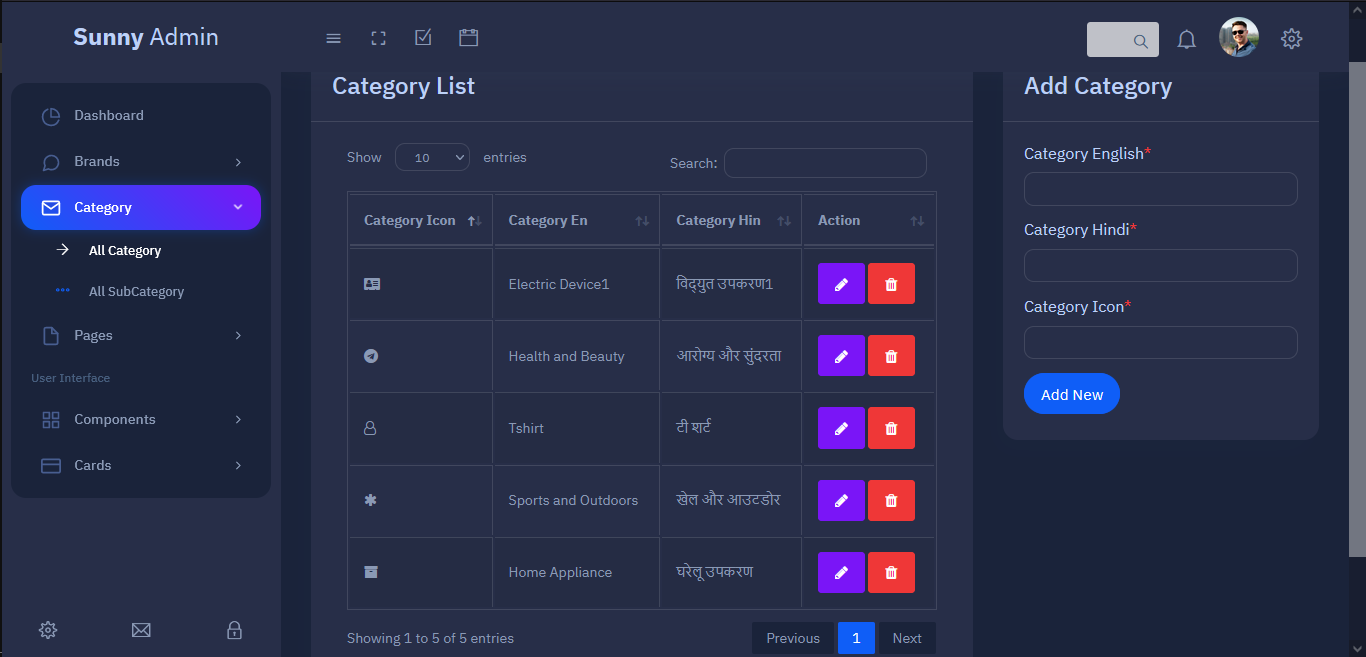 Sunny Admin
Dashboard
Brands
Category
All Category
All SubCategory
Pages
User Interface
Components
Cards
Category List
Show 10 entries
Search:
Category Icon Category En Category Hin Action
Electric Device1 विद्युत उपकरण1
Health and Beauty आरोग्य और सुंदरता
Tshirt टी शर्ट
Sports and Outdoors खेल और आउटडोर
Home Appliance घरेलू उपकरण
Showing 1 to 5 of 5 entries
Previous 1 Next
Add Category
Category English*
Category Hindi*
Category Icon*
Add New